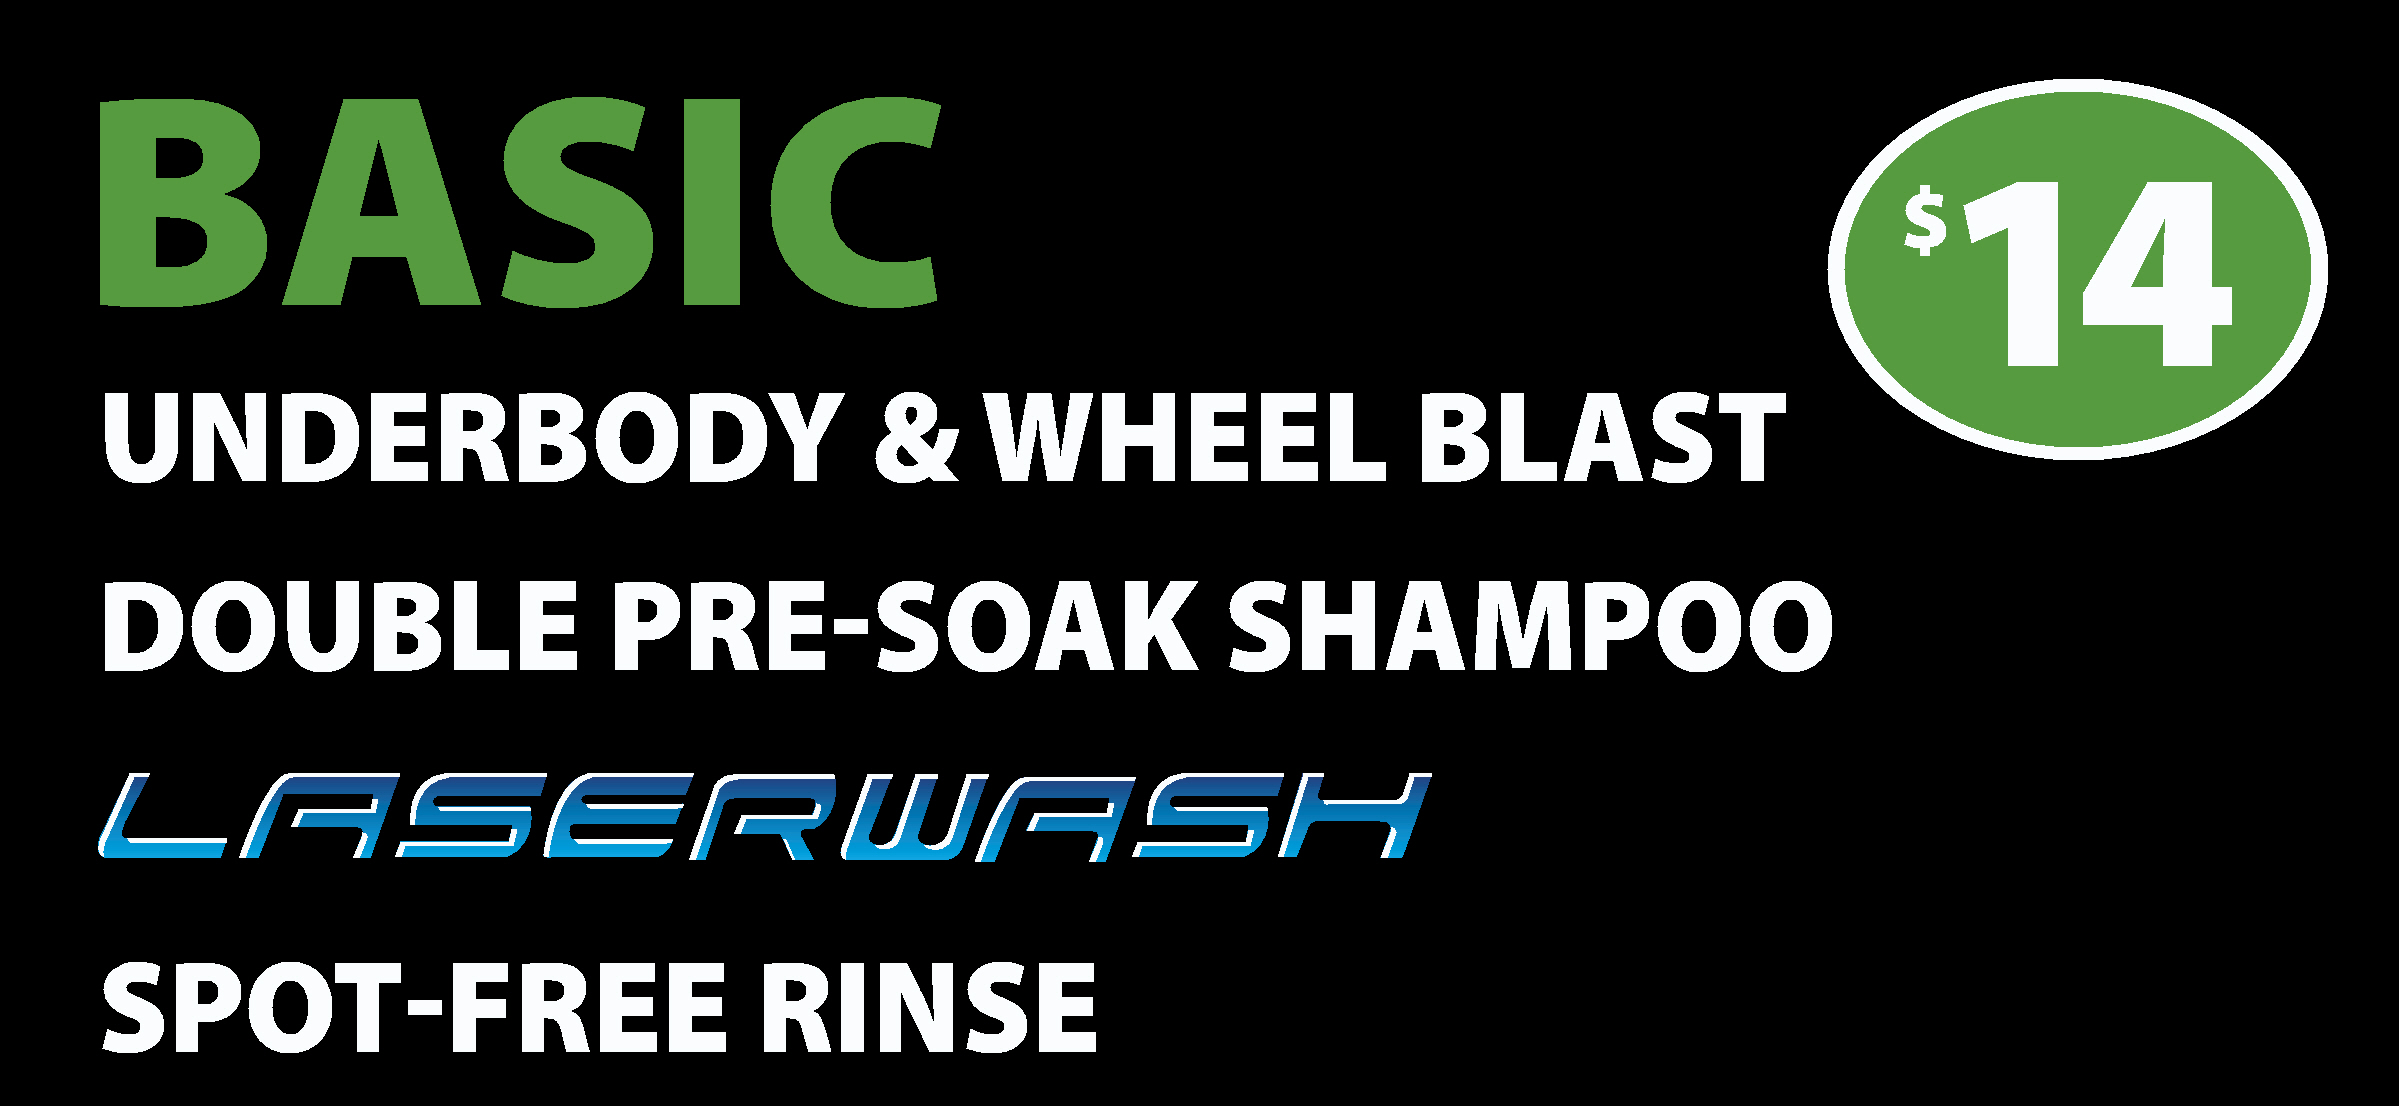 BASIC
$14
UNDERBODY & WHEEL BLAST
DOUBLE PRE-SOAK SHAMPOO
LASERWASH
SPOT-FREE RINSE